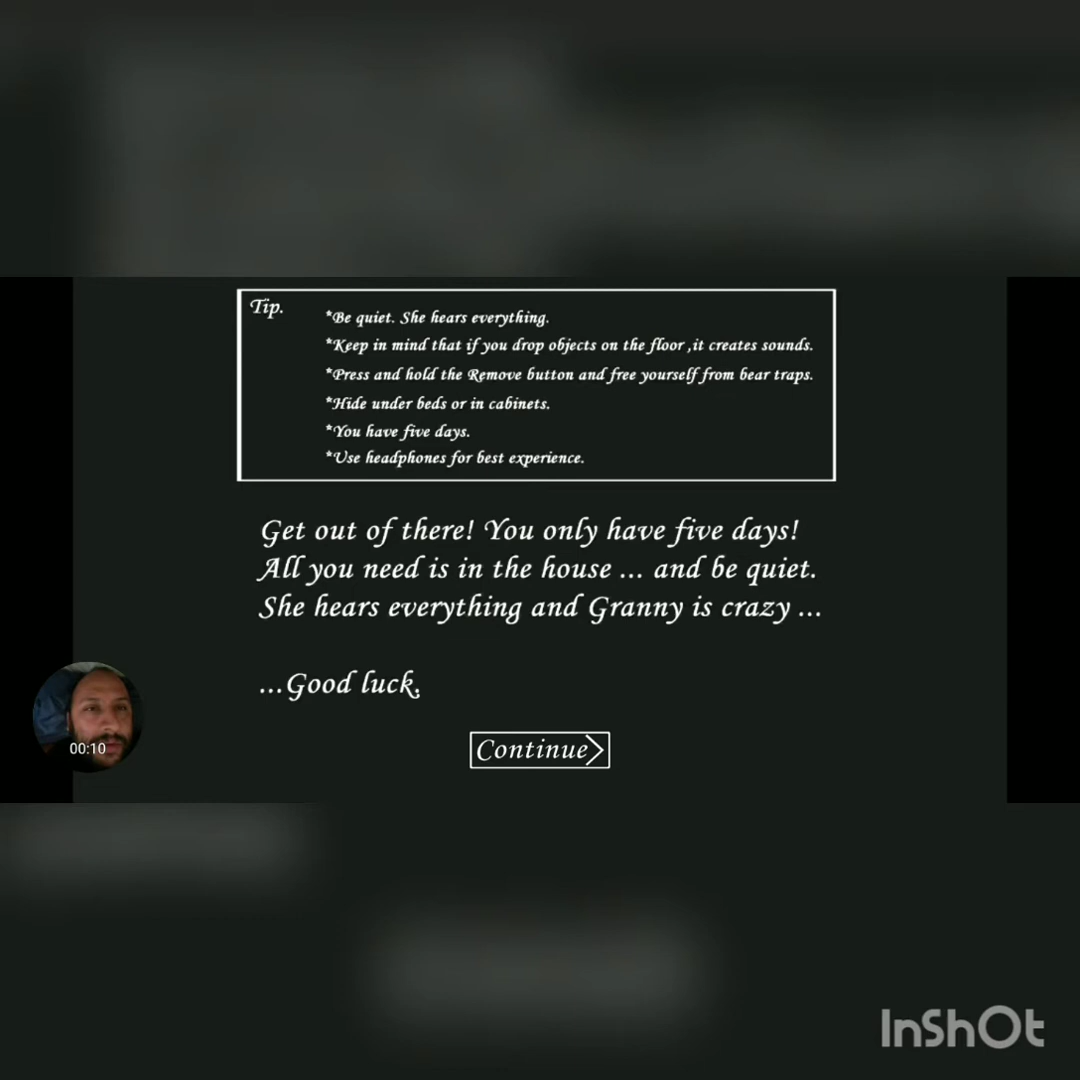 Tip.
*Be quiet. She hears everything.
*Keep in mind that if you drop objects on the floor ,it creates sounds.
*Press and hold the Remove button and free yourself from bear traps.
*Hide under beds or in cabinets.
*You have five days.
*Use headphones for best experience.
Get out of there! You only have five days!
All you need is in the house ... and be quiet.
She hears everything and Granny is crazy ...
...Good luck.
00:10
Continue
InShOt